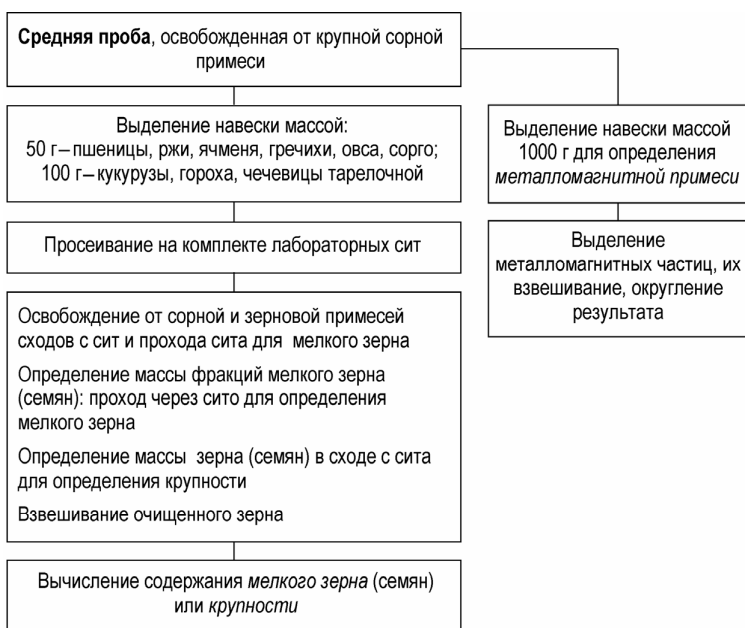 Средняя проба, освобожденная от крупной сорной
примеси
Выделение навески массой:
50 г – пшеницы, ржи, ячменя, гречихи, овса, сорго;
100 г – кукурузы, гороха, чечевицы тарелочной
Просеивание на комплекте лабораторных сит
Освобождение от сорной и зерновой примесей
сходов с сит и прохода сита для мелкого зерна
Определение массы фракций мелкого зерна
(семян): проход через сито для определения
мелкого зерна
Определение массы зерна (семян) в сходе с сита
для определения крупности
Взвешивание очищенного зерна
Вычисление содержания мелкого зерна (семян)
или крупности
Выделение навески массой
1000 г для определения
металломагнитной примеси
Выделение
металломагнитных частиц, их
взвешивание, округление
результата